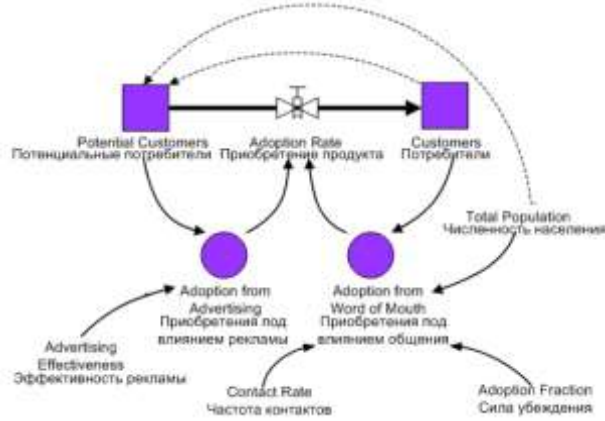 Potential Customers
Потенциальные потребители
Adoption Rate
Приобретение продукта
Customers
Потребители
Total Population
Численность населения
Adoption from
Advertising
Приобретения под
влиянием рекламы
Adoption from
Word of Mouth
Приобретения под
влиянием общения
Advertising
Effectiveness
Эффективность рекламы
Contact Rate
Частота контактов
Adoption Fraction
Сила убеждения